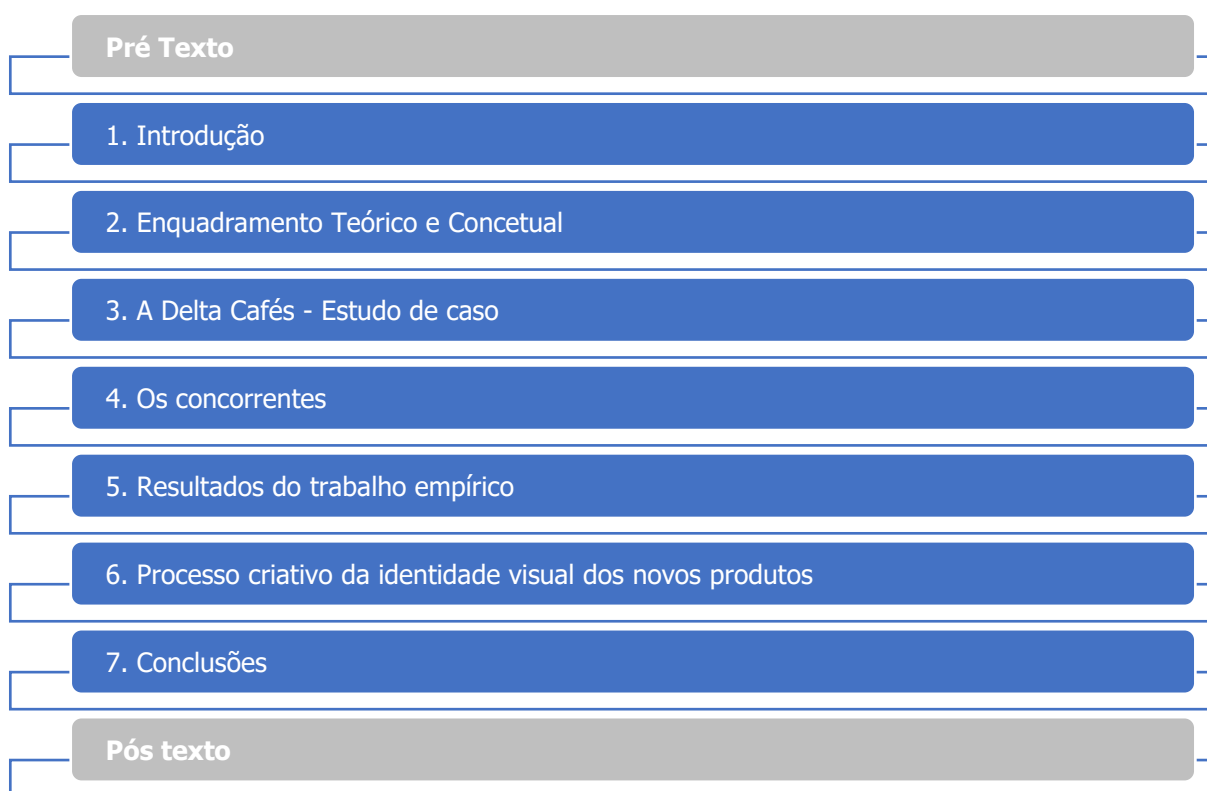 Pré Texto
1. Introdução
2. Enquadramento Teórico e Concetual
3. A Delta Cafés - Estudo de caso
4. Os concorrentes
5. Resultados do trabalho empírico
6. Processo criativo da identidade visual dos novos produtos
7. Conclusões
Pós texto